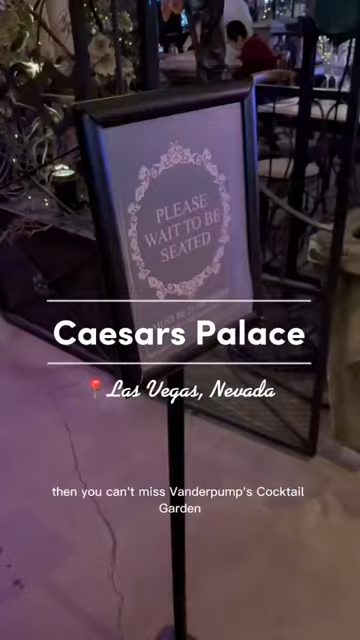 PLEASE
WAIT TO BE
SEATED
Caesars Palace
📍Las Vegas, Nevada
then you can't miss Vanderpump's Cocktail
Garden